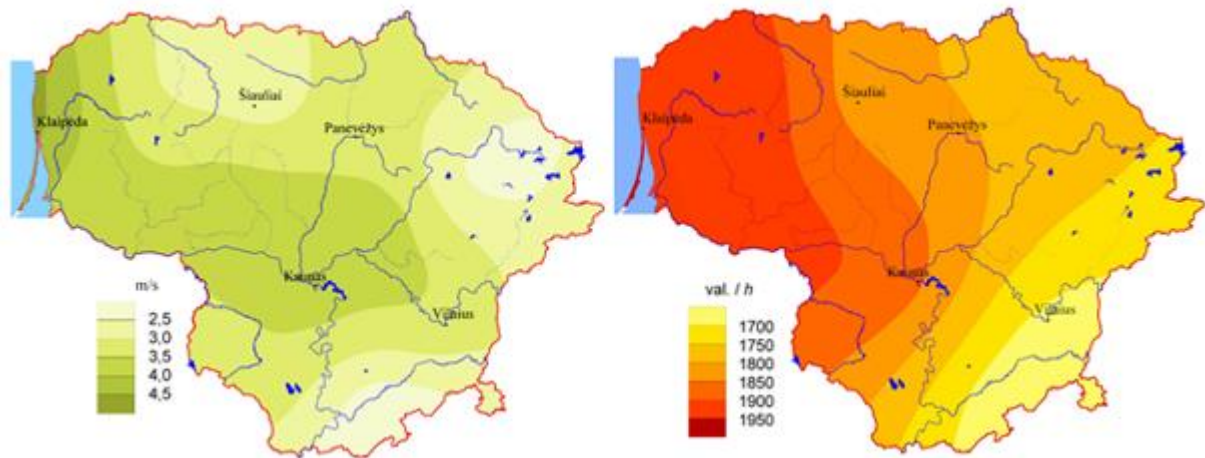 Šiauliai
Klaipėda
Panevėžys
Kaunas
Vilnius
m/s
2,5
3,0
3,5
4,0
4,5
Šiauliai
Klaipėda
Panevėžys
Kaunas
Vilnius
val. / h
1700
1750
1800
1850
1900
1950